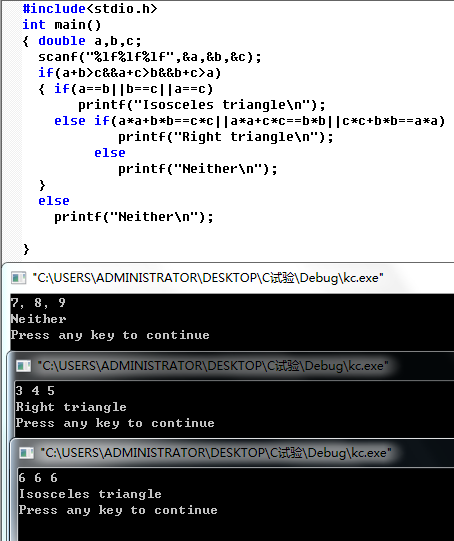 #include<stdio.h>
int main()
{ double a,b,c;
scanf("%lf%lf%lf",&a,&b,&c);
if(a+b>c&&a+c>b&&b+c>a)
{ if(a==b||b==c||a==c)
printf("Isosceles triangle\n");
else if(a*a+b*b==c*c||a*a+c*c==b*b||c*c+b*b==a*a)
printf("Right triangle\n");
else
printf("Neither\n");
}
else
printf("Neither\n");
}
"C:\USERS\ADMINISTRATOR\DESKTOP\C试验\Debug\kc.exe"
7, 8, 9
Neither
Press any key to continue
"C:\USERS\ADMINISTRATOR\DESKTOP\C试验\Debug\kc.exe"
3 4 5
Right triangle
Press any key to continue
"C:\USERS\ADMINISTRATOR\DESKTOP\C试验\Debug\kc.exe"
6 6 6
Isosceles triangle
Press any key to continue